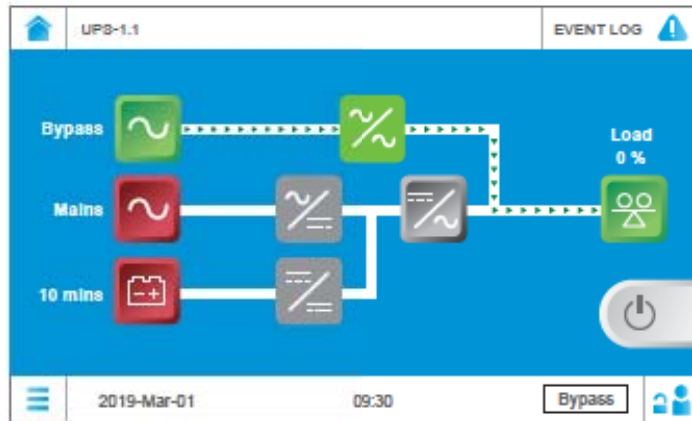 UPS-1.1
EVENT LOG
Bypass
Load
0 %
Mains
10 mins
2019-Mar-01
09:30
Bypass